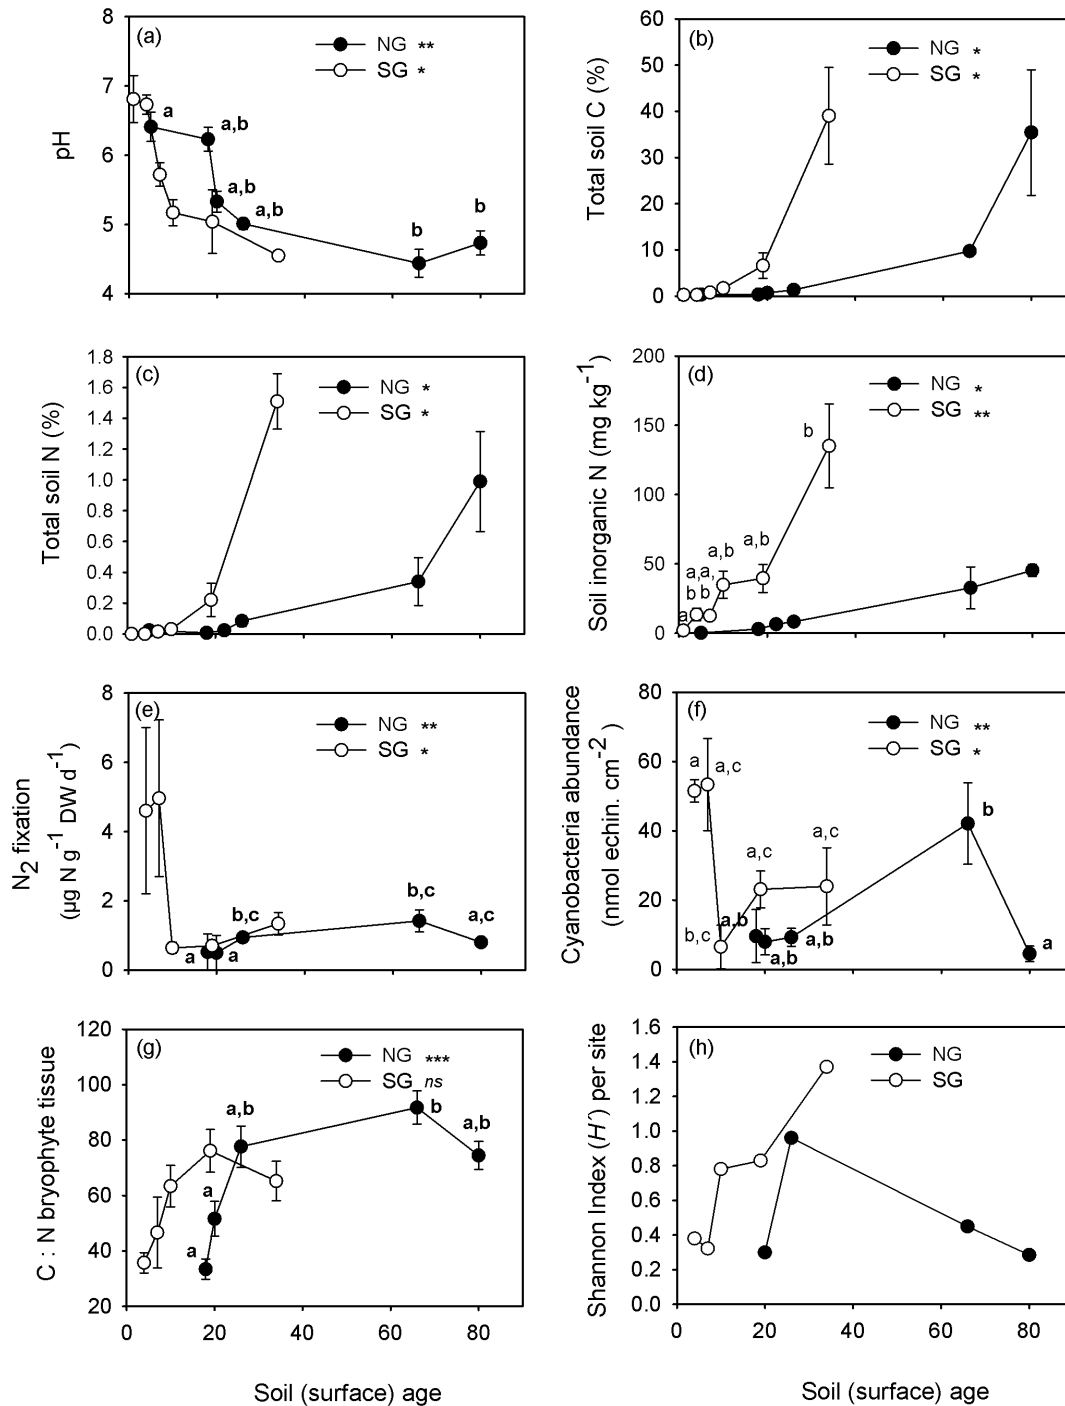 (a)
NG **
SG *
pH
8
7
6
5
4
a
a,b
a,b
a,b
b
b
(b)
NG *
SG *
Total soil C (%)
60
50
40
30
20
10
0
(c)
NG *
SG *
Total soil N (%)
1.8
1.6
1.4
1.2
1.0
0.8
0.6
0.4
0.2
0.0
(d)
NG *
SG **
Soil inorganic N (mg kg-1)
200
150
100
50
0
b
a,b
a,b
a,a,
b b
a
(e)
NG **
SG *
N2 fixation
(µg N g-1 DW d-1)
8
6
4
2
0
b,c
b,c
a,c
a
a
(f)
NG **
SG *
Cyanobacteria abundance
(nmol echin. cm-2)
80
60
40
20
0
a
a,c
b
a,c
a,c
a,b
b,c
a,b
a,b
a
(g)
NG ***
SG ns
C : N bryophyte tissue
120
100
80
60
40
20
a,b
b
a,b
a
a
0 20 40 60 80
Soil (surface) age
(h)
NG
SG
Shannon Index (H´) per site
1.6
1.4
1.2
1.0
0.8
0.6
0.4
0.2
0.0
0 20 40 60 80
Soil (surface) age